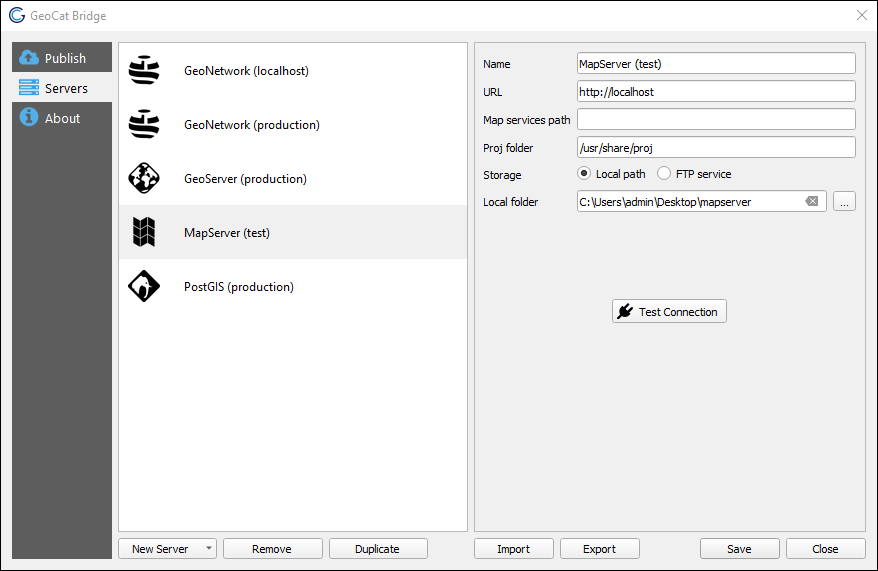 GeoCat Bridge
Publish
Servers
About
GeoNetwork (localhost)
GeoNetwork (production)
GeoServer (production)
MapServer (test)
PostGIS (production)
Name MapServer (test)
URL http://localhost
Map services path
Proj folder /usr/share/proj
Storage Local path FTP service
Local folder C:\Users\admin\Desktop\mapserver ...
Test Connection
New Server Remove Duplicate Import Export Save Close